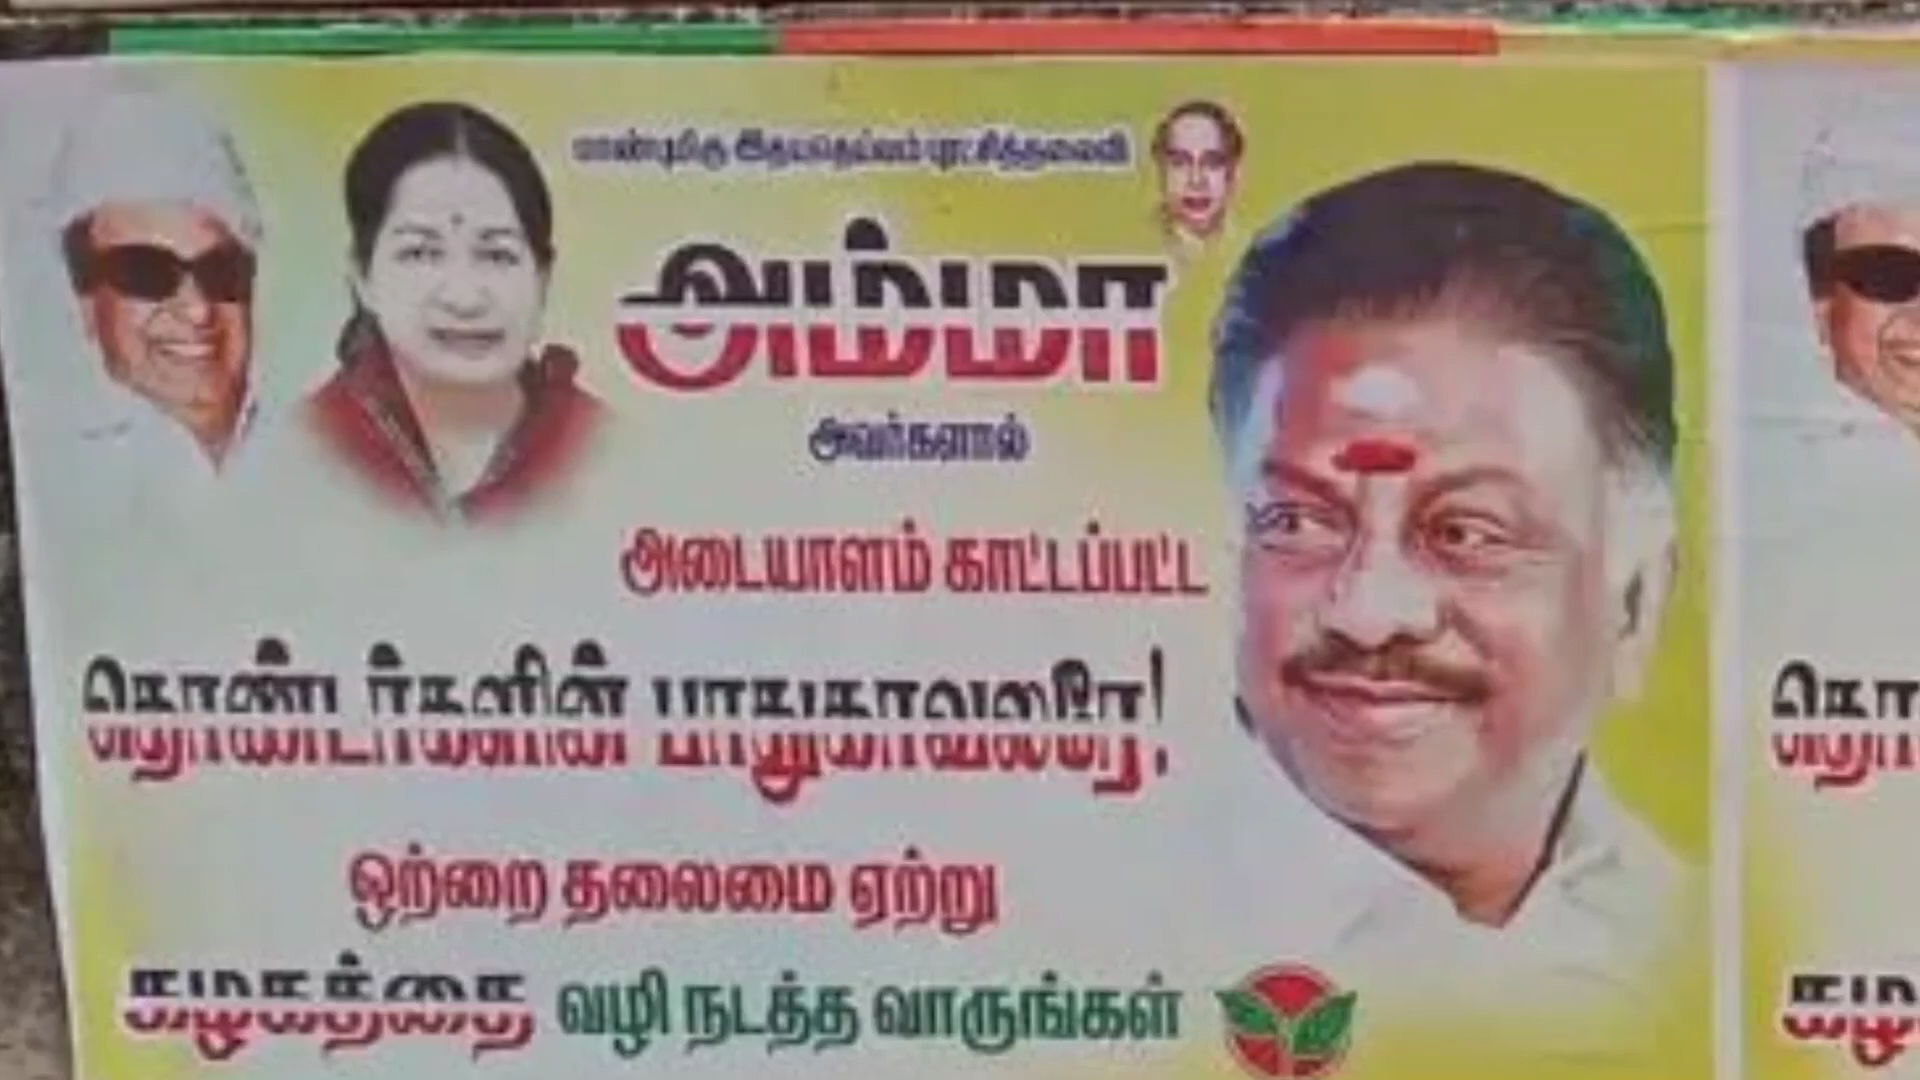 மாண்புமிகு இதயதெய்வம் புரட்சித்தலைவி
அம்மா
அவர்களால்
அடையாளம் காட்டப்பட்ட
தொண்டர்களின் பாதுகாவலரே!
ஒற்றை தலைமை ஏற்று
கழகத்தை வழி நடத்த வாருங்கள்